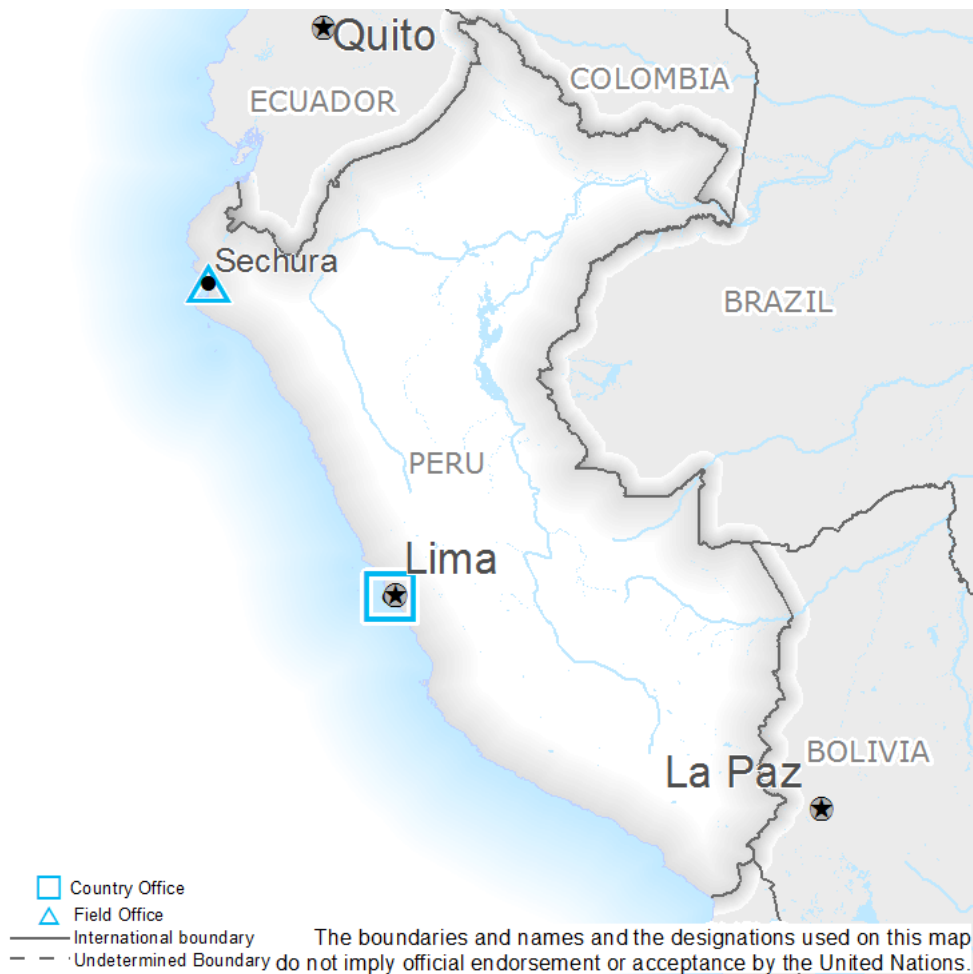 Quito
COLOMBIA
ECUADOR
Sechura
BRAZIL
PERU
Lima
BOLIVIA
La Paz
Country Office
Field Office
International boundary
Undetermined Boundary
The boundaries and names and the designations used on this map
do not imply official endorsement or acceptance by the United Nations.